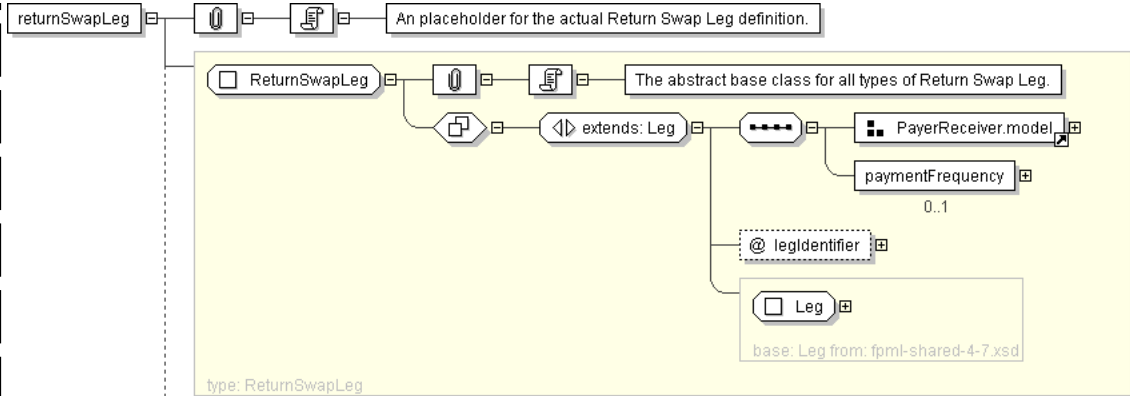 returnSwapLeg
An placeholder for the actual Return Swap Leg definition.
ReturnSwapLeg
The abstract base class for all types of Return Swap Leg.
extends: Leg
PayerReceiver.model
paymentFrequency
0..1
@ legIdentifier
Leg
base: Leg from: fpml-shared-4-7.xsd
type: ReturnSwapLeg